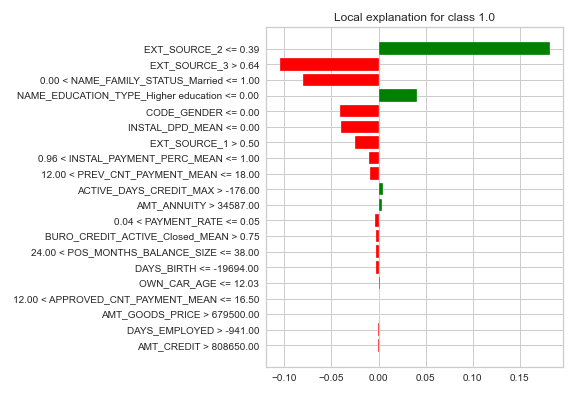 Local explanation for class 1.0
EXT_SOURCE_2 <= 0.39
EXT_SOURCE_3 > 0.64
0.00 < NAME_FAMILY_STATUS_Married <= 1.00
NAME_EDUCATION_TYPE_Higher education <= 0.00
CODE_GENDER <= 0.00
INSTAL_DPD_MEAN <= 0.00
EXT_SOURCE_1 > 0.50
0.96 < INSTAL_PAYMENT_PERC_MEAN <= 1.00
12.00 < PREV_CNT_PAYMENT_MEAN <= 18.00
ACTIVE_DAYS_CREDIT_MAX > -176.00
AMT_ANNUITY > 34587.00
0.04 < PAYMENT_RATE <= 0.05
BURO_CREDIT_ACTIVE_Closed_MEAN > 0.75
24.00 < POS_MONTHS_BALANCE_SIZE <= 38.00
DAYS_BIRTH <= -19694.00
OWN_CAR_AGE <= 12.03
12.00 < APPROVED_CNT_PAYMENT_MEAN <= 16.50
AMT_GOODS_PRICE > 679500.00
DAYS_EMPLOYED > -941.00
AMT_CREDIT > 808650.00
−0.10 −0.05 0.00 0.05 0.10 0.15